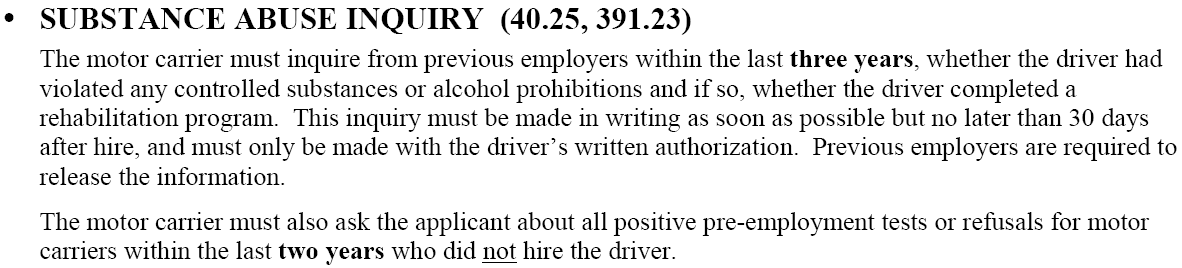 • SUBSTANCE ABUSE INQUIRY (40.25, 391.23)
The motor carrier must inquire from previous employers within the last three years, whether the driver had
violated any controlled substances or alcohol prohibitions and if so, whether the driver completed a
rehabilitation program. This inquiry must be made in writing as soon as possible but no later than 30 days
after hire, and must only be made with the driver’s written authorization. Previous employers are required to
release the information.
The motor carrier must also ask the applicant about all positive pre-employment tests or refusals for motor
carriers within the last two years who did not hire the driver.